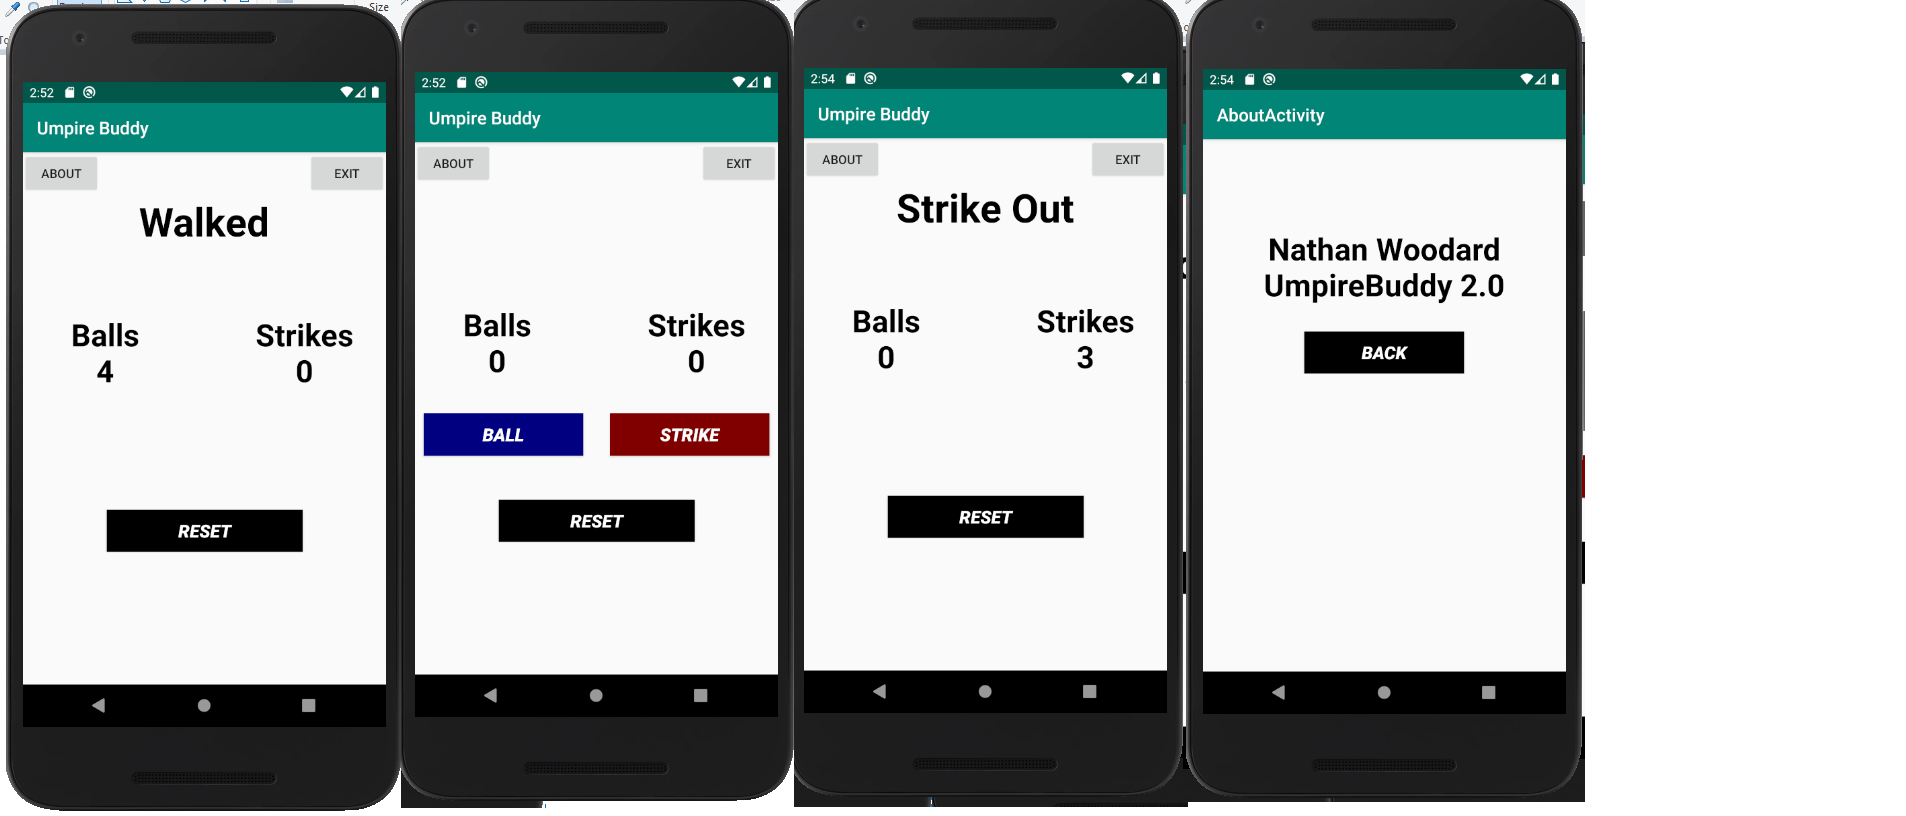 Size
2:52
Umpire Buddy
ABOUT
EXIT
Walked
Balls
Strikes
4
0
RESET
2:52
Umpire Buddy
ABOUT
EXIT
Balls
Strikes
0
0
BALL
STRIKE
RESET
2:54
Umpire Buddy
ABOUT
EXIT
Strike Out
Balls
Strikes
0
3
RESET
2:54
AboutActivity
Nathan Woodard
UmpireBuddy 2.0
BACK